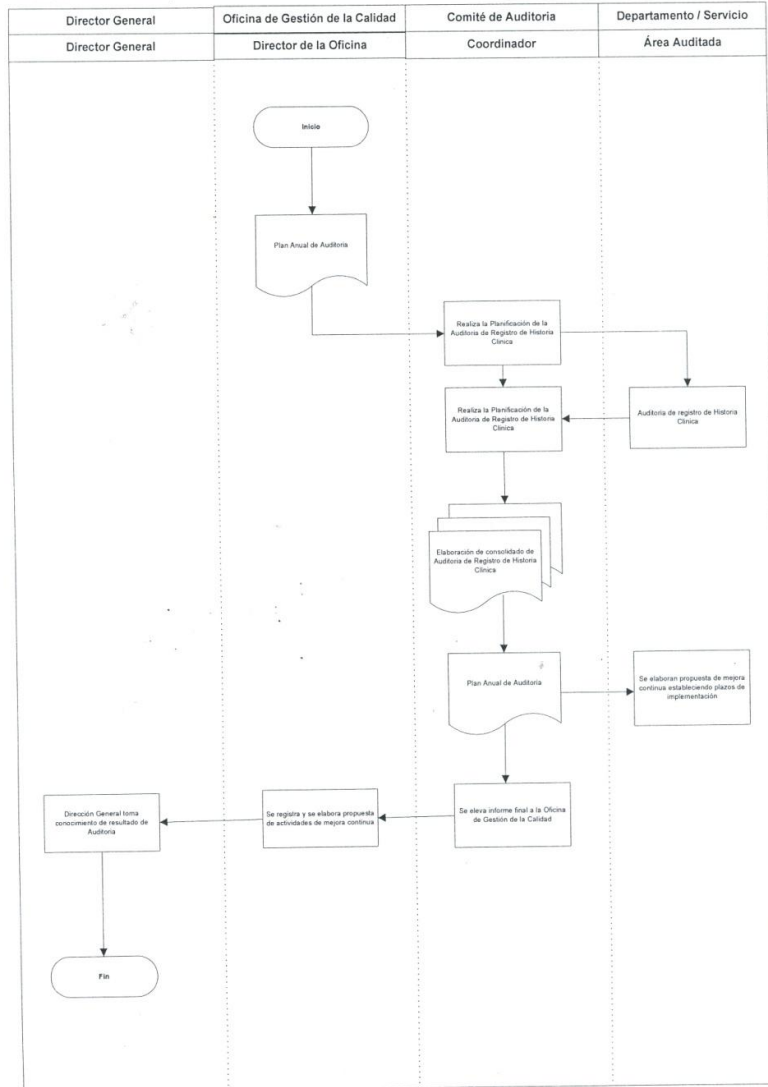 Director General
Oficina de Gestión de la Calidad
Comité de Auditoria
Departamento / Servicio
Director General
Director de la Oficina
Coordinador
Área Auditada
Inicio
Plan Anual de Auditoria
Realiza la Planificación de la
Auditoria de Registro de Historia
Clinica
Realiza la Planificación de la
Auditoria de Registro de Historia
Clinica
Auditoria de registro de Historia
Clinica
Elaboración de consolidado de
Auditoria de Registro de Historia
Clinica
Plan Anual de Auditoria
Se elaboran propuesta de mejora
continua estableciendo plazos de
implementación
Dirección General toma
conocimiento de resultado de
Auditoria
Se registra y se elabora propuesta
de actividades de mejora continua
Se eleva informe final a la Oficina
de Gestión de la Calidad
Fin